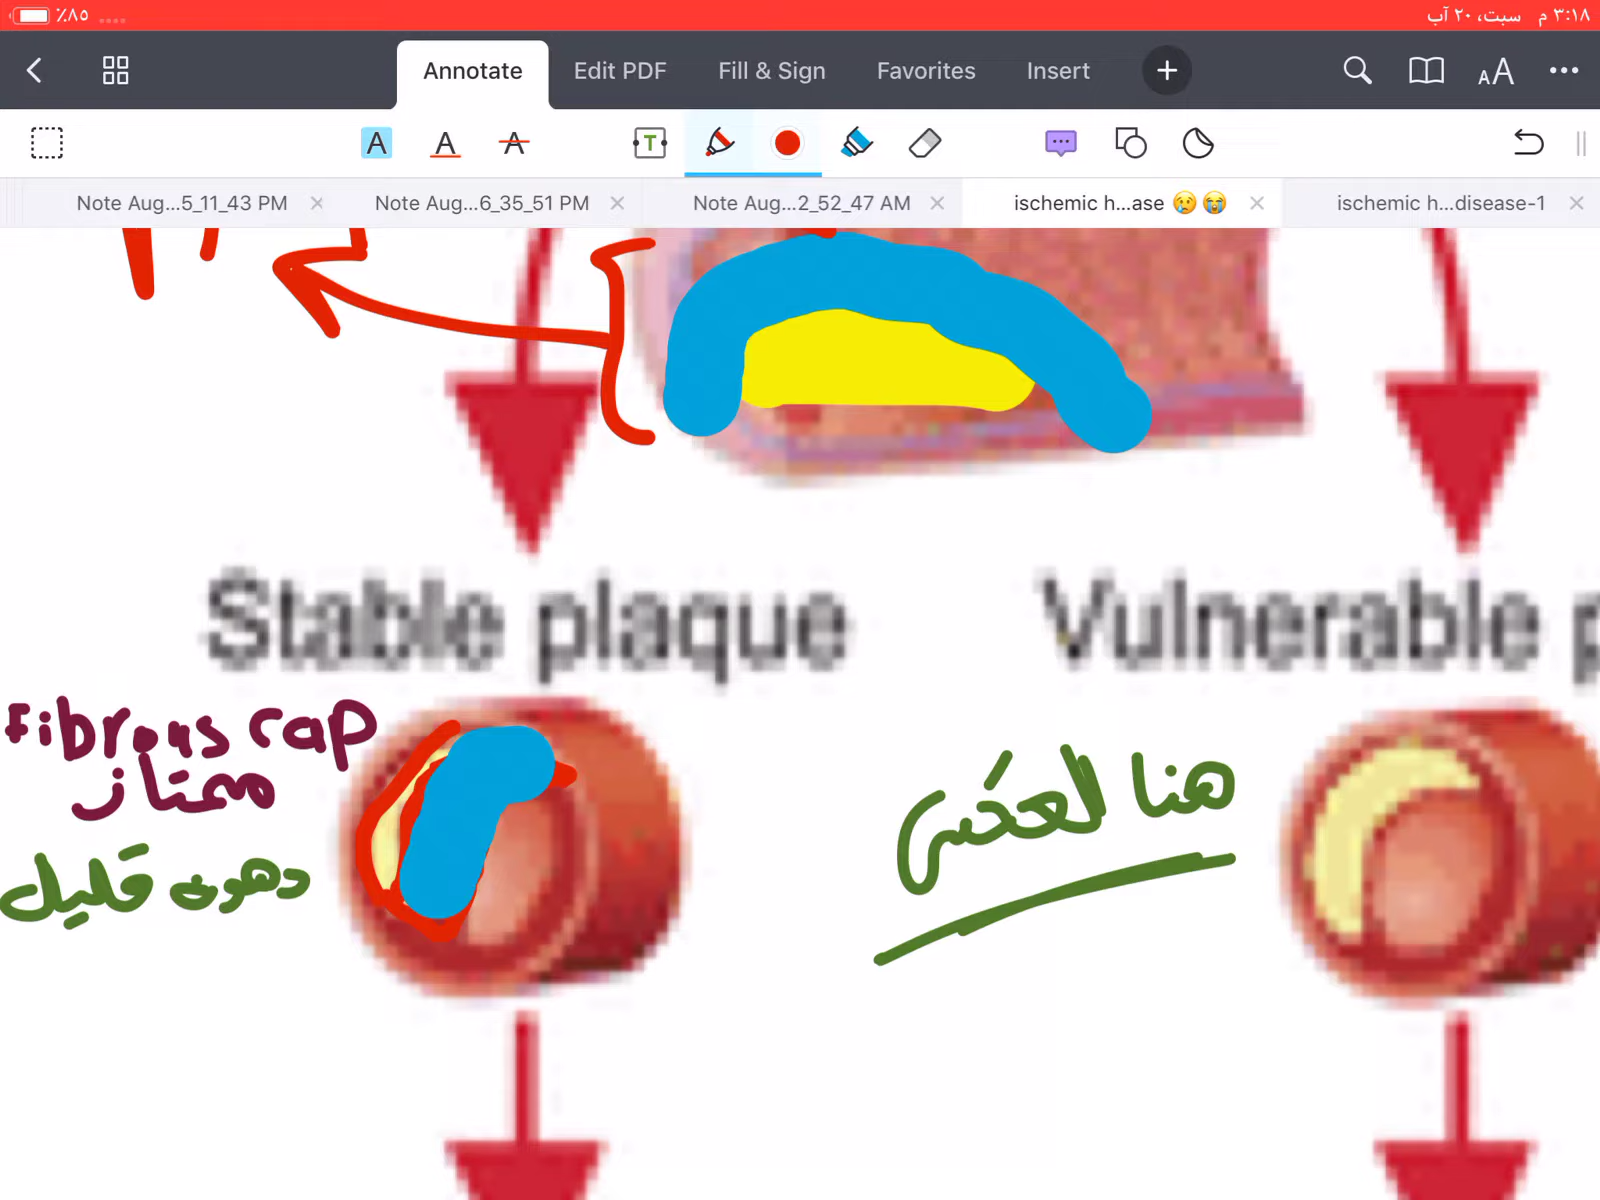 ٪٨٥ ٣:١٨ م سبت، ٢٠ آب
Annotate Edit PDF Fill & Sign Favorites Insert
A A A T AA
Note Aug...5_11_43 PM Note Aug...6_35_51 PM Note Aug...2_52_47 AM ischemic h...ase 😢 😭 ischemic h...disease-1
Stable plaque Vulnerable p
Fibrous cap
ممتاز
دهون قليل
هنا العكس